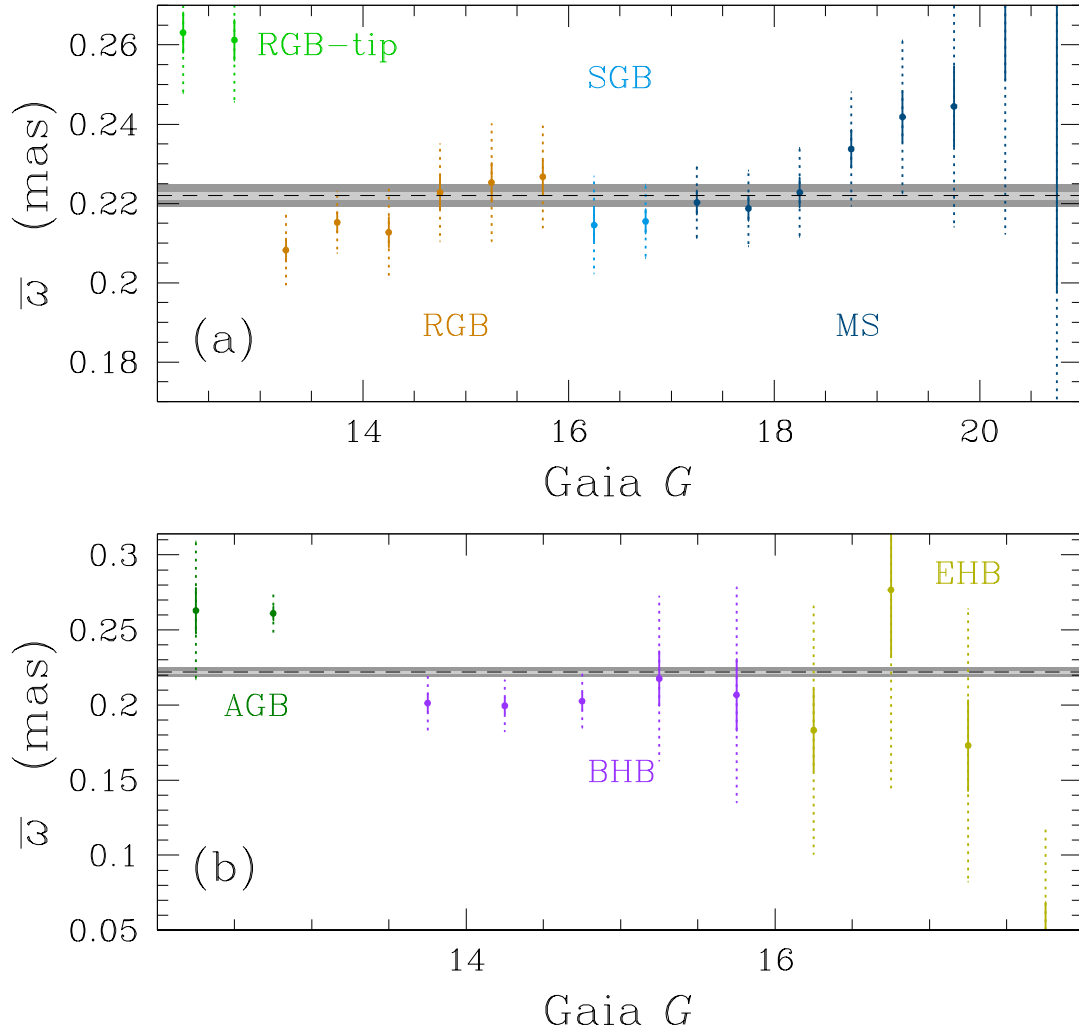 0.26
0.24
0.22
0.2
0.18
ω̅ (mas)
RGB-tip
SGB
RGB
MS
(a)
14 16 18 20
Gaia G
0.3
0.25
0.2
0.15
0.1
0.05
ω̅ (mas)
EHB
AGB
BHB
(b)
14 16
Gaia G